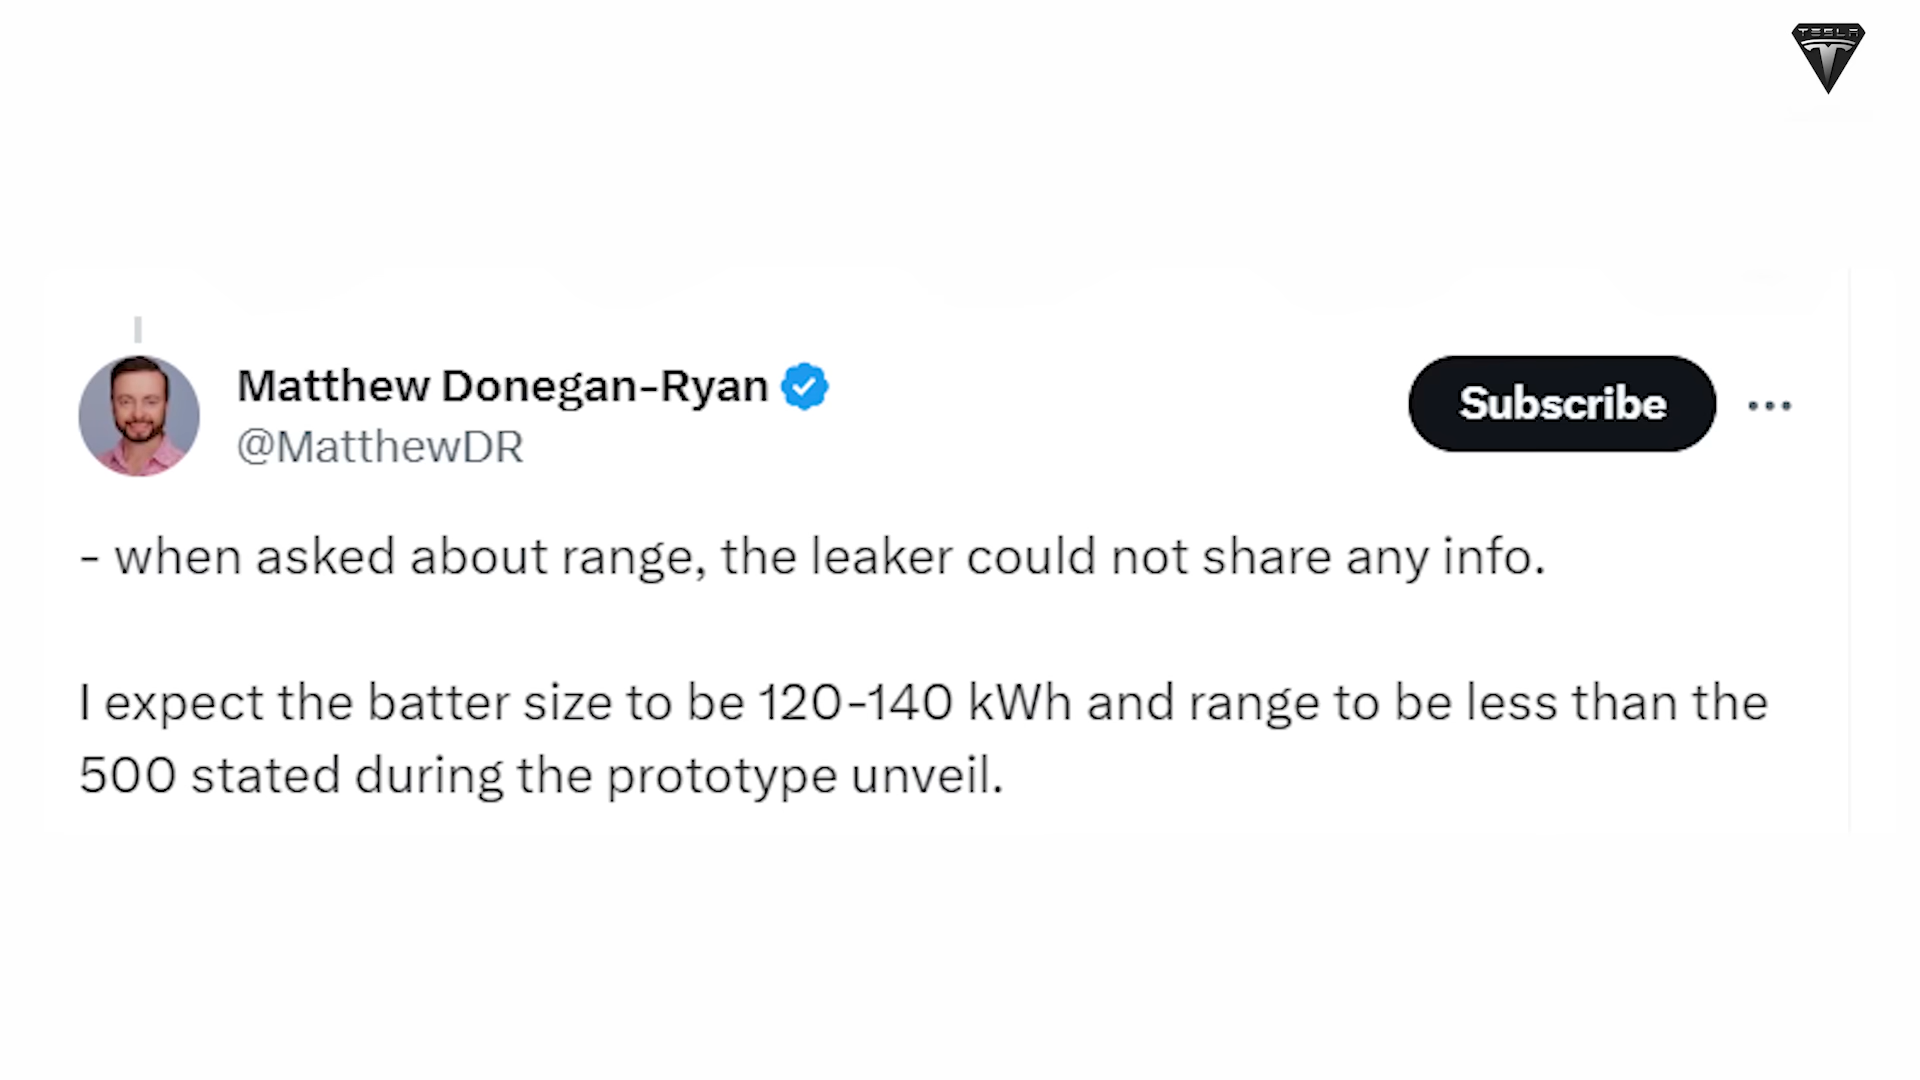 TESLA
Matthew Donegan-Ryan
@MatthewDR
Subscribe
- when asked about range, the leaker could not share any info.
I expect the batter size to be 120-140 kWh and range to be less than the
500 stated during the prototype unveil.